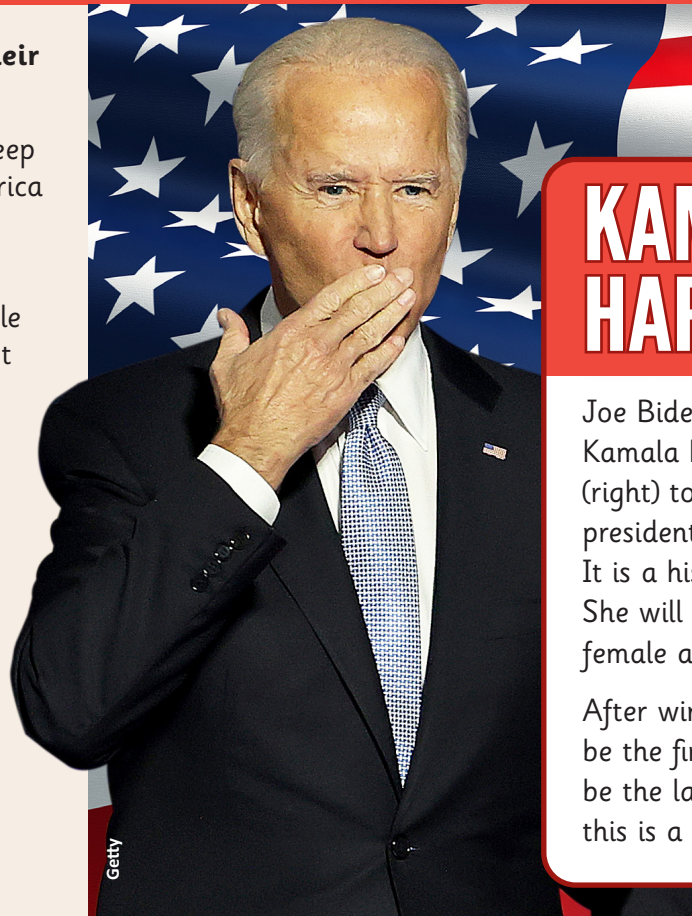 eir
eep
rica
le
t
KAM
HAR
Joe Bide
Kamala
(right) to
president
It is a his
She will
female a
After win
be the fir
be the la
this is a
Getty